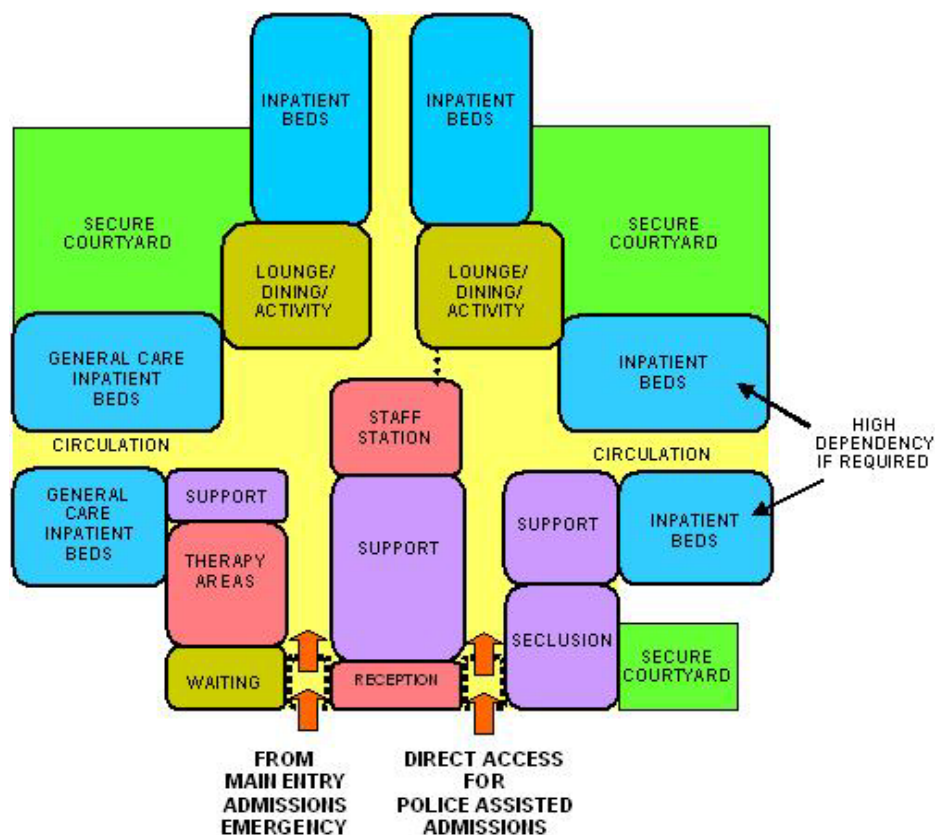 INPATIENT
BEDS
INPATIENT
BEDS
SECURE
COURTYARD
SECURE
COURTYARD
LOUNGE/
DINING/
ACTIVITY
LOUNGE/
DINING/
ACTIVITY
GENERAL CARE
INPATIENT
BEDS
INPATIENT
BEDS
STAFF
STATION
HIGH
DEPENDENCY
IF REQUIRED
CIRCULATION
CIRCULATION
GENERAL
CARE
INPATIENT
BEDS
SUPPORT
SUPPORT
SUPPORT
INPATIENT
BEDS
THERAPY
AREAS
SECLUSION
WAITING
RECEPTION
SECURE
COURTYARD
FROM
MAIN ENTRY
ADMISSIONS
EMERGENCY
DIRECT ACCESS
FOR
POLICE ASSISTED
ADMISSIONS